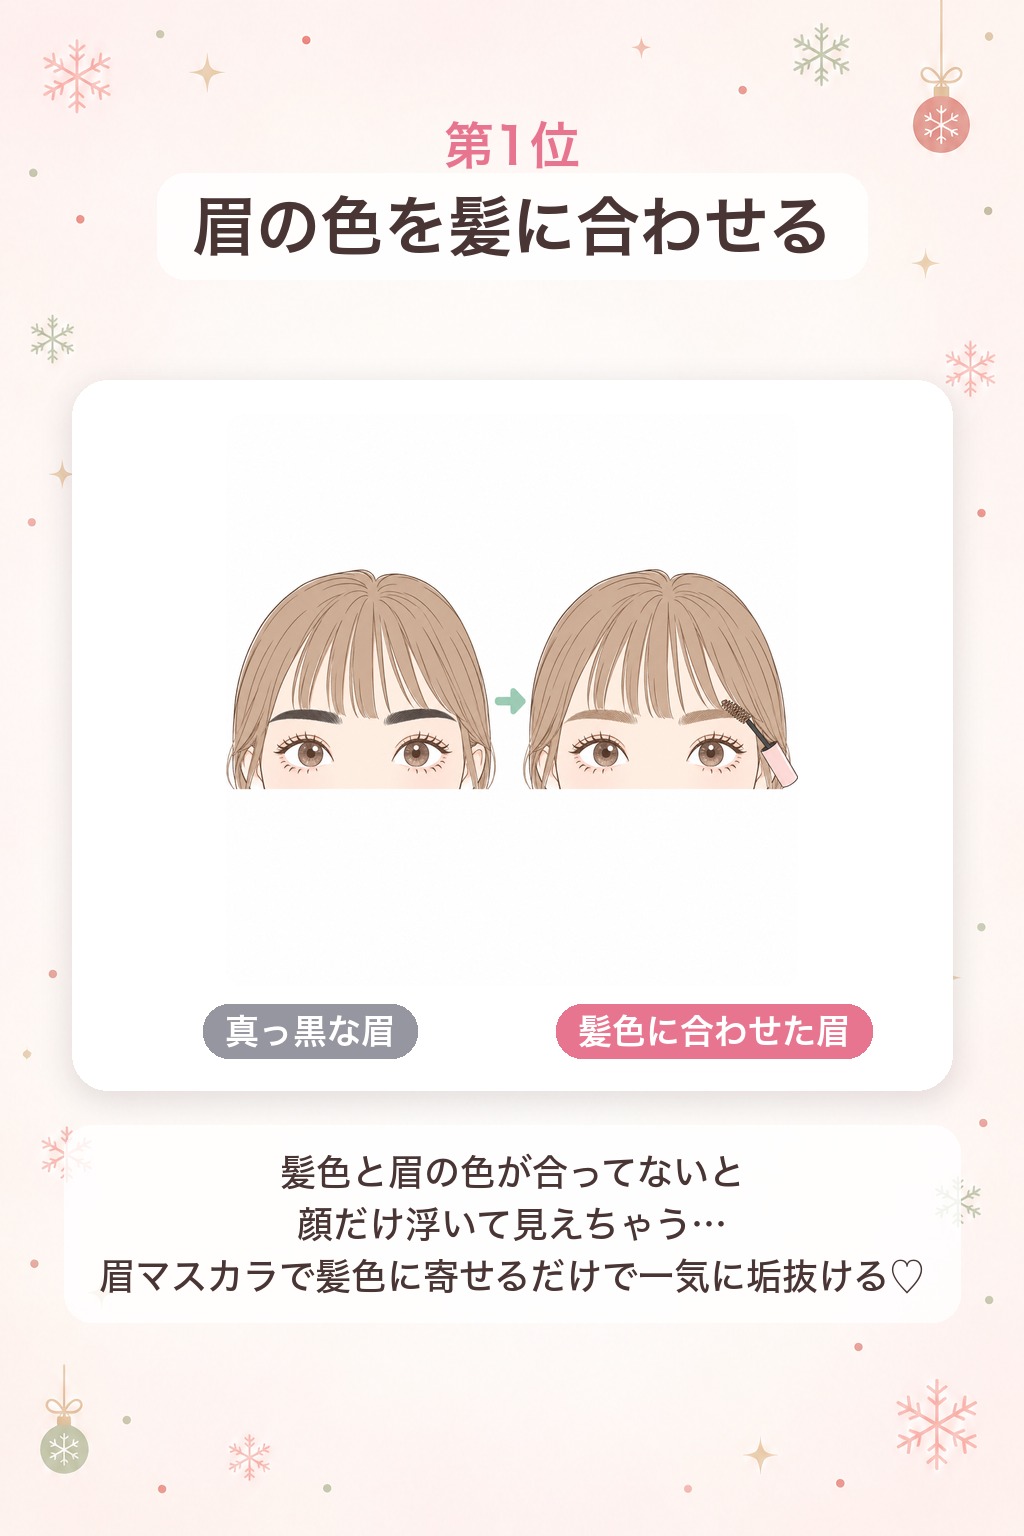 第1位
眉の色を髪に合わせる
真っ黒な眉
髪色に合わせた眉
髪色と眉の色が合ってないと
顔だけ浮いて見えちゃう…
眉マスカラで髪色に寄せるだけで一気に垢抜ける♡